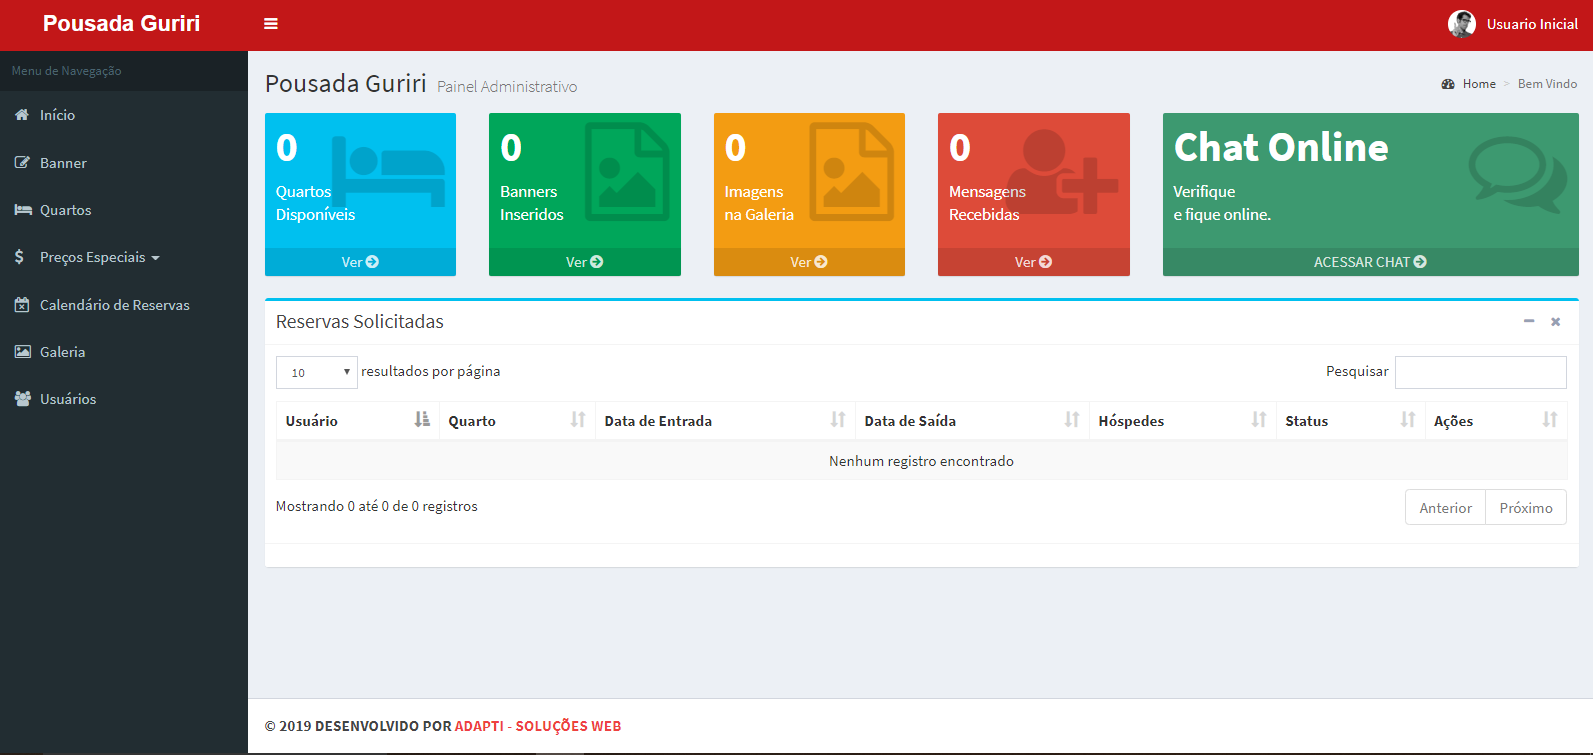 Pousada Guriri
Usuario Inicial
Menu de Navegação
Início
Banner
Quartos
Preços Especiais
Calendário de Reservas
Galeria
Usuários
Pousada Guriri Painel Administrativo
Home > Bem Vindo
0
Quartos
Disponíveis
Ver
0
Banners
Inseridos
Ver
0
Imagens
na Galeria
Ver
0
Mensagens
Recebidas
Ver
Chat Online
Verifique
e fique online.
ACESSAR CHAT
Reservas Solicitadas
10 resultados por página
Pesquisar
Usuário Quarto Data de Entrada Data de Saída Hóspedes Status Ações
Nenhum registro encontrado
Mostrando 0 até 0 de 0 registros
Anterior Próximo
© 2019 DESENVOLVIDO POR ADAPTI - SOLUÇÕES WEB